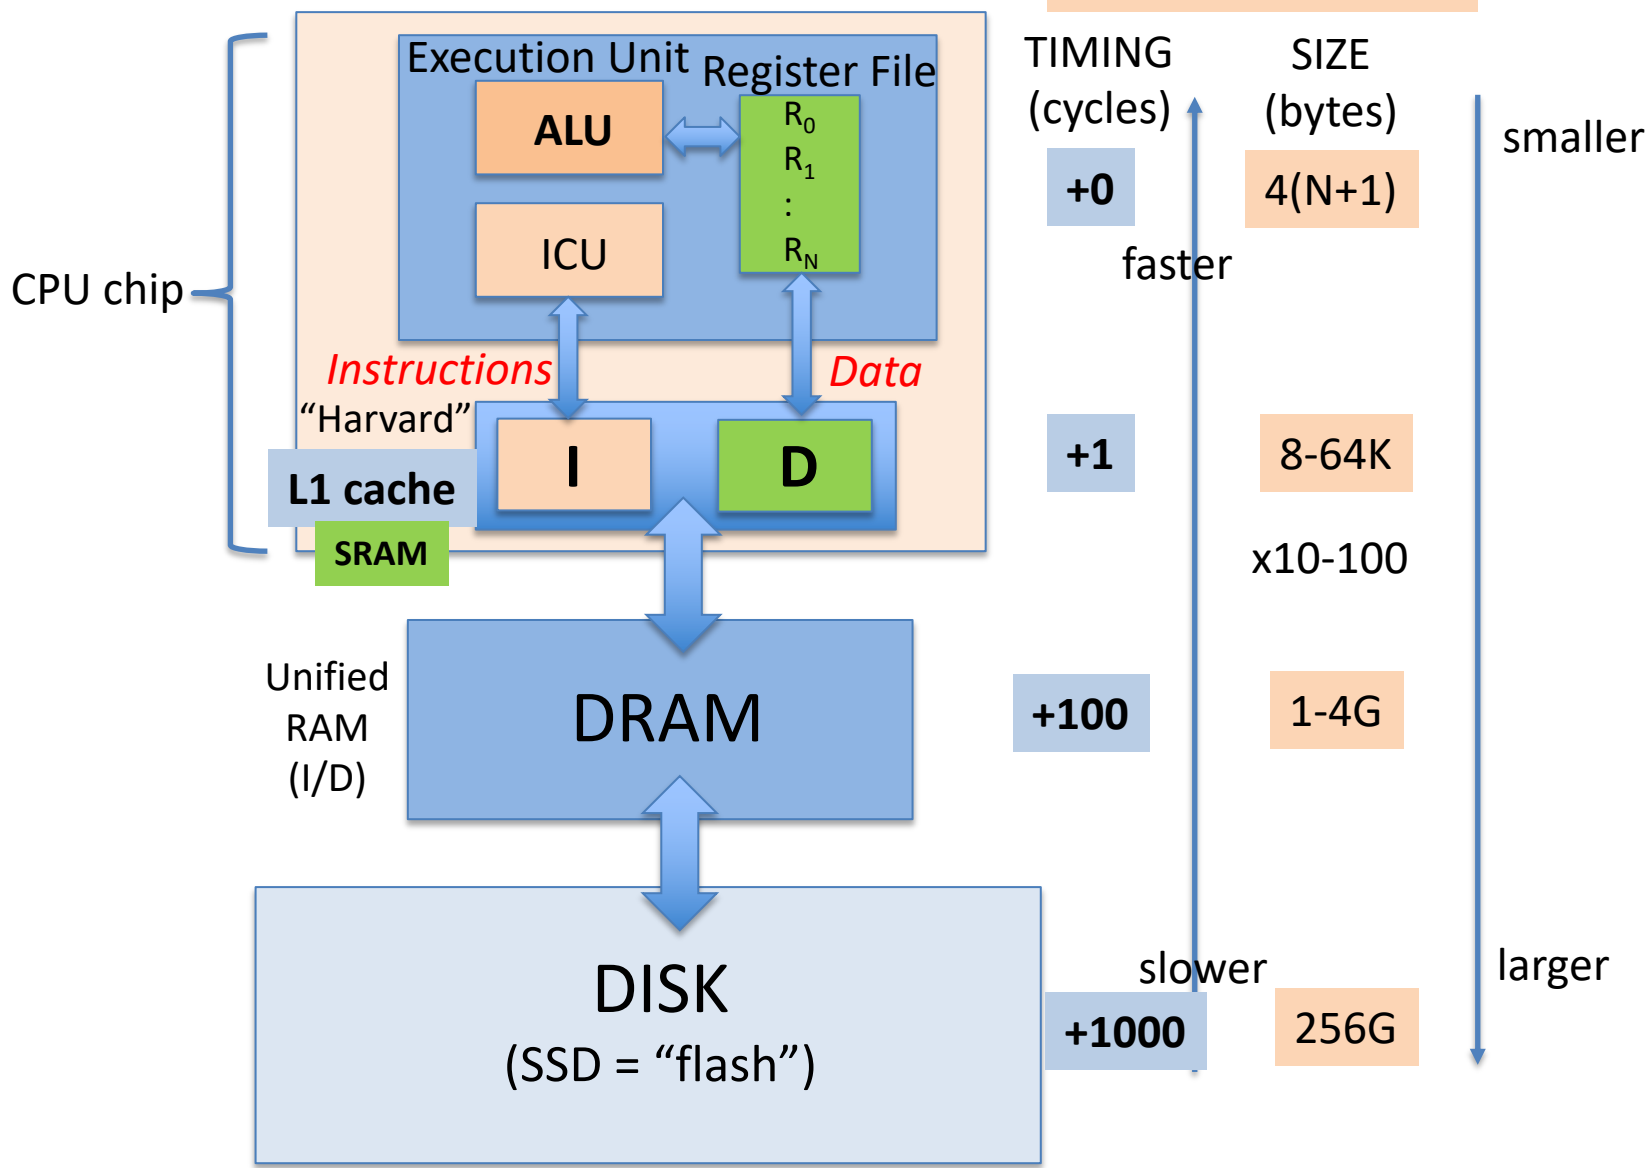 Execution Unit
Register File
ALU
R0
R1
:
RN
ICU
CPU chip
Instructions
Data
“Harvard”
I
D
L1 cache
SRAM
Unified
RAM
(I/D)
DRAM
DISK
(SSD = “flash”)
TIMING
(cycles)
+0
faster
+1
+100
slower
+1000
SIZE
(bytes)
4(N+1)
8-64K
x10-100
1-4G
256G
smaller
larger